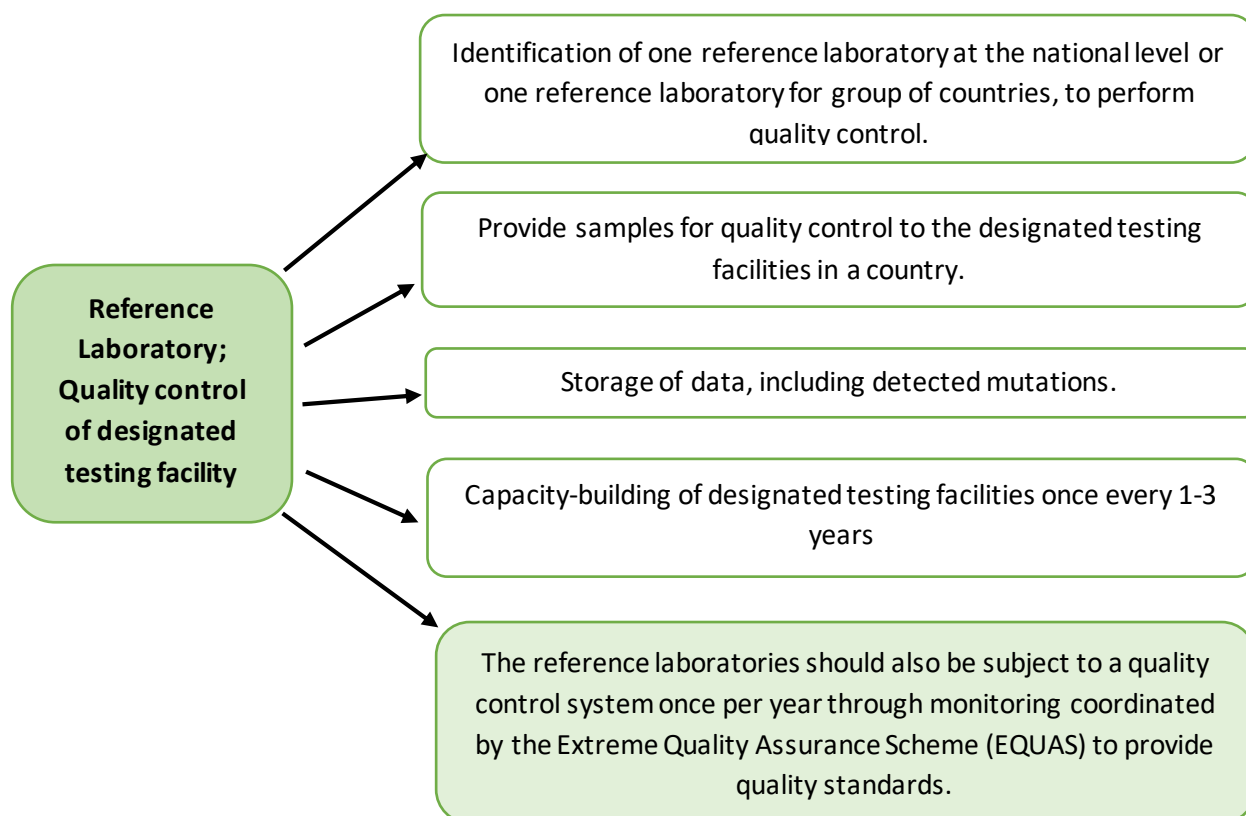 Identification of one reference laboratory at the national level or
one reference laboratory for group of countries, to perform
quality control.
Provide samples for quality control to the designated testing
facilities in a country.
Reference
Laboratory;
Quality control
of designated
testing facility
Storage of data, including detected mutations.
Capacity-building of designated testing facilities once every 1-3
years
The reference laboratories should also be subject to a quality
control system once per year through monitoring coordinated
by the Extreme Quality Assurance Scheme (EQUAS) to provide
quality standards.